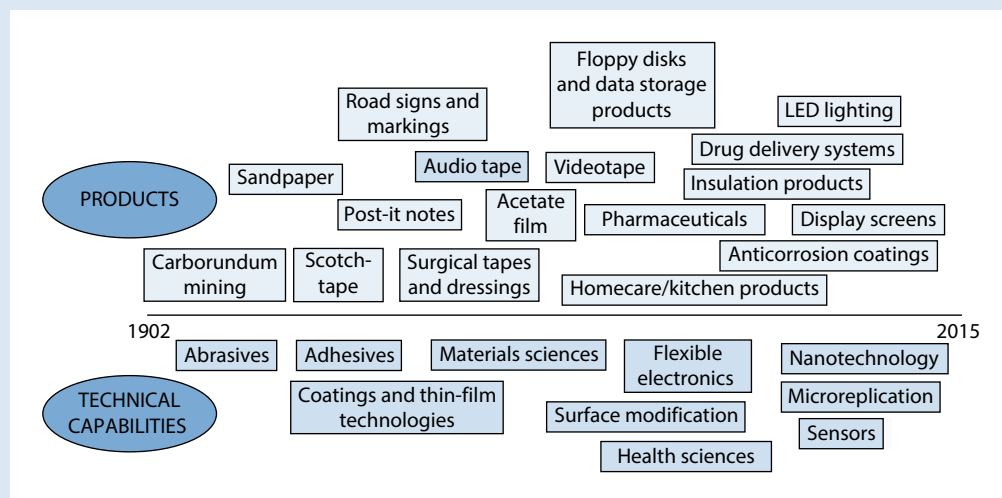 Floppy disks
and data storage
products
Road signs and
markings
LED lighting
Audio tape
Videotape
Drug delivery systems
Sandpaper
Insulation products
PRODUCTS
Post-it notes
Acetate
film
Pharmaceuticals
Display screens
Carborundum
mining
Scotch-
tape
Surgical tapes
and dressings
Anticorrosion coatings
Homecare/kitchen products
1902
2015
Abrasives
Adhesives
Materials sciences
Flexible
electronics
Nanotechnology
TECHNICAL
CAPABILITIES
Coatings and thin-film
technologies
Surface modification
Microreplication
Sensors
Health sciences